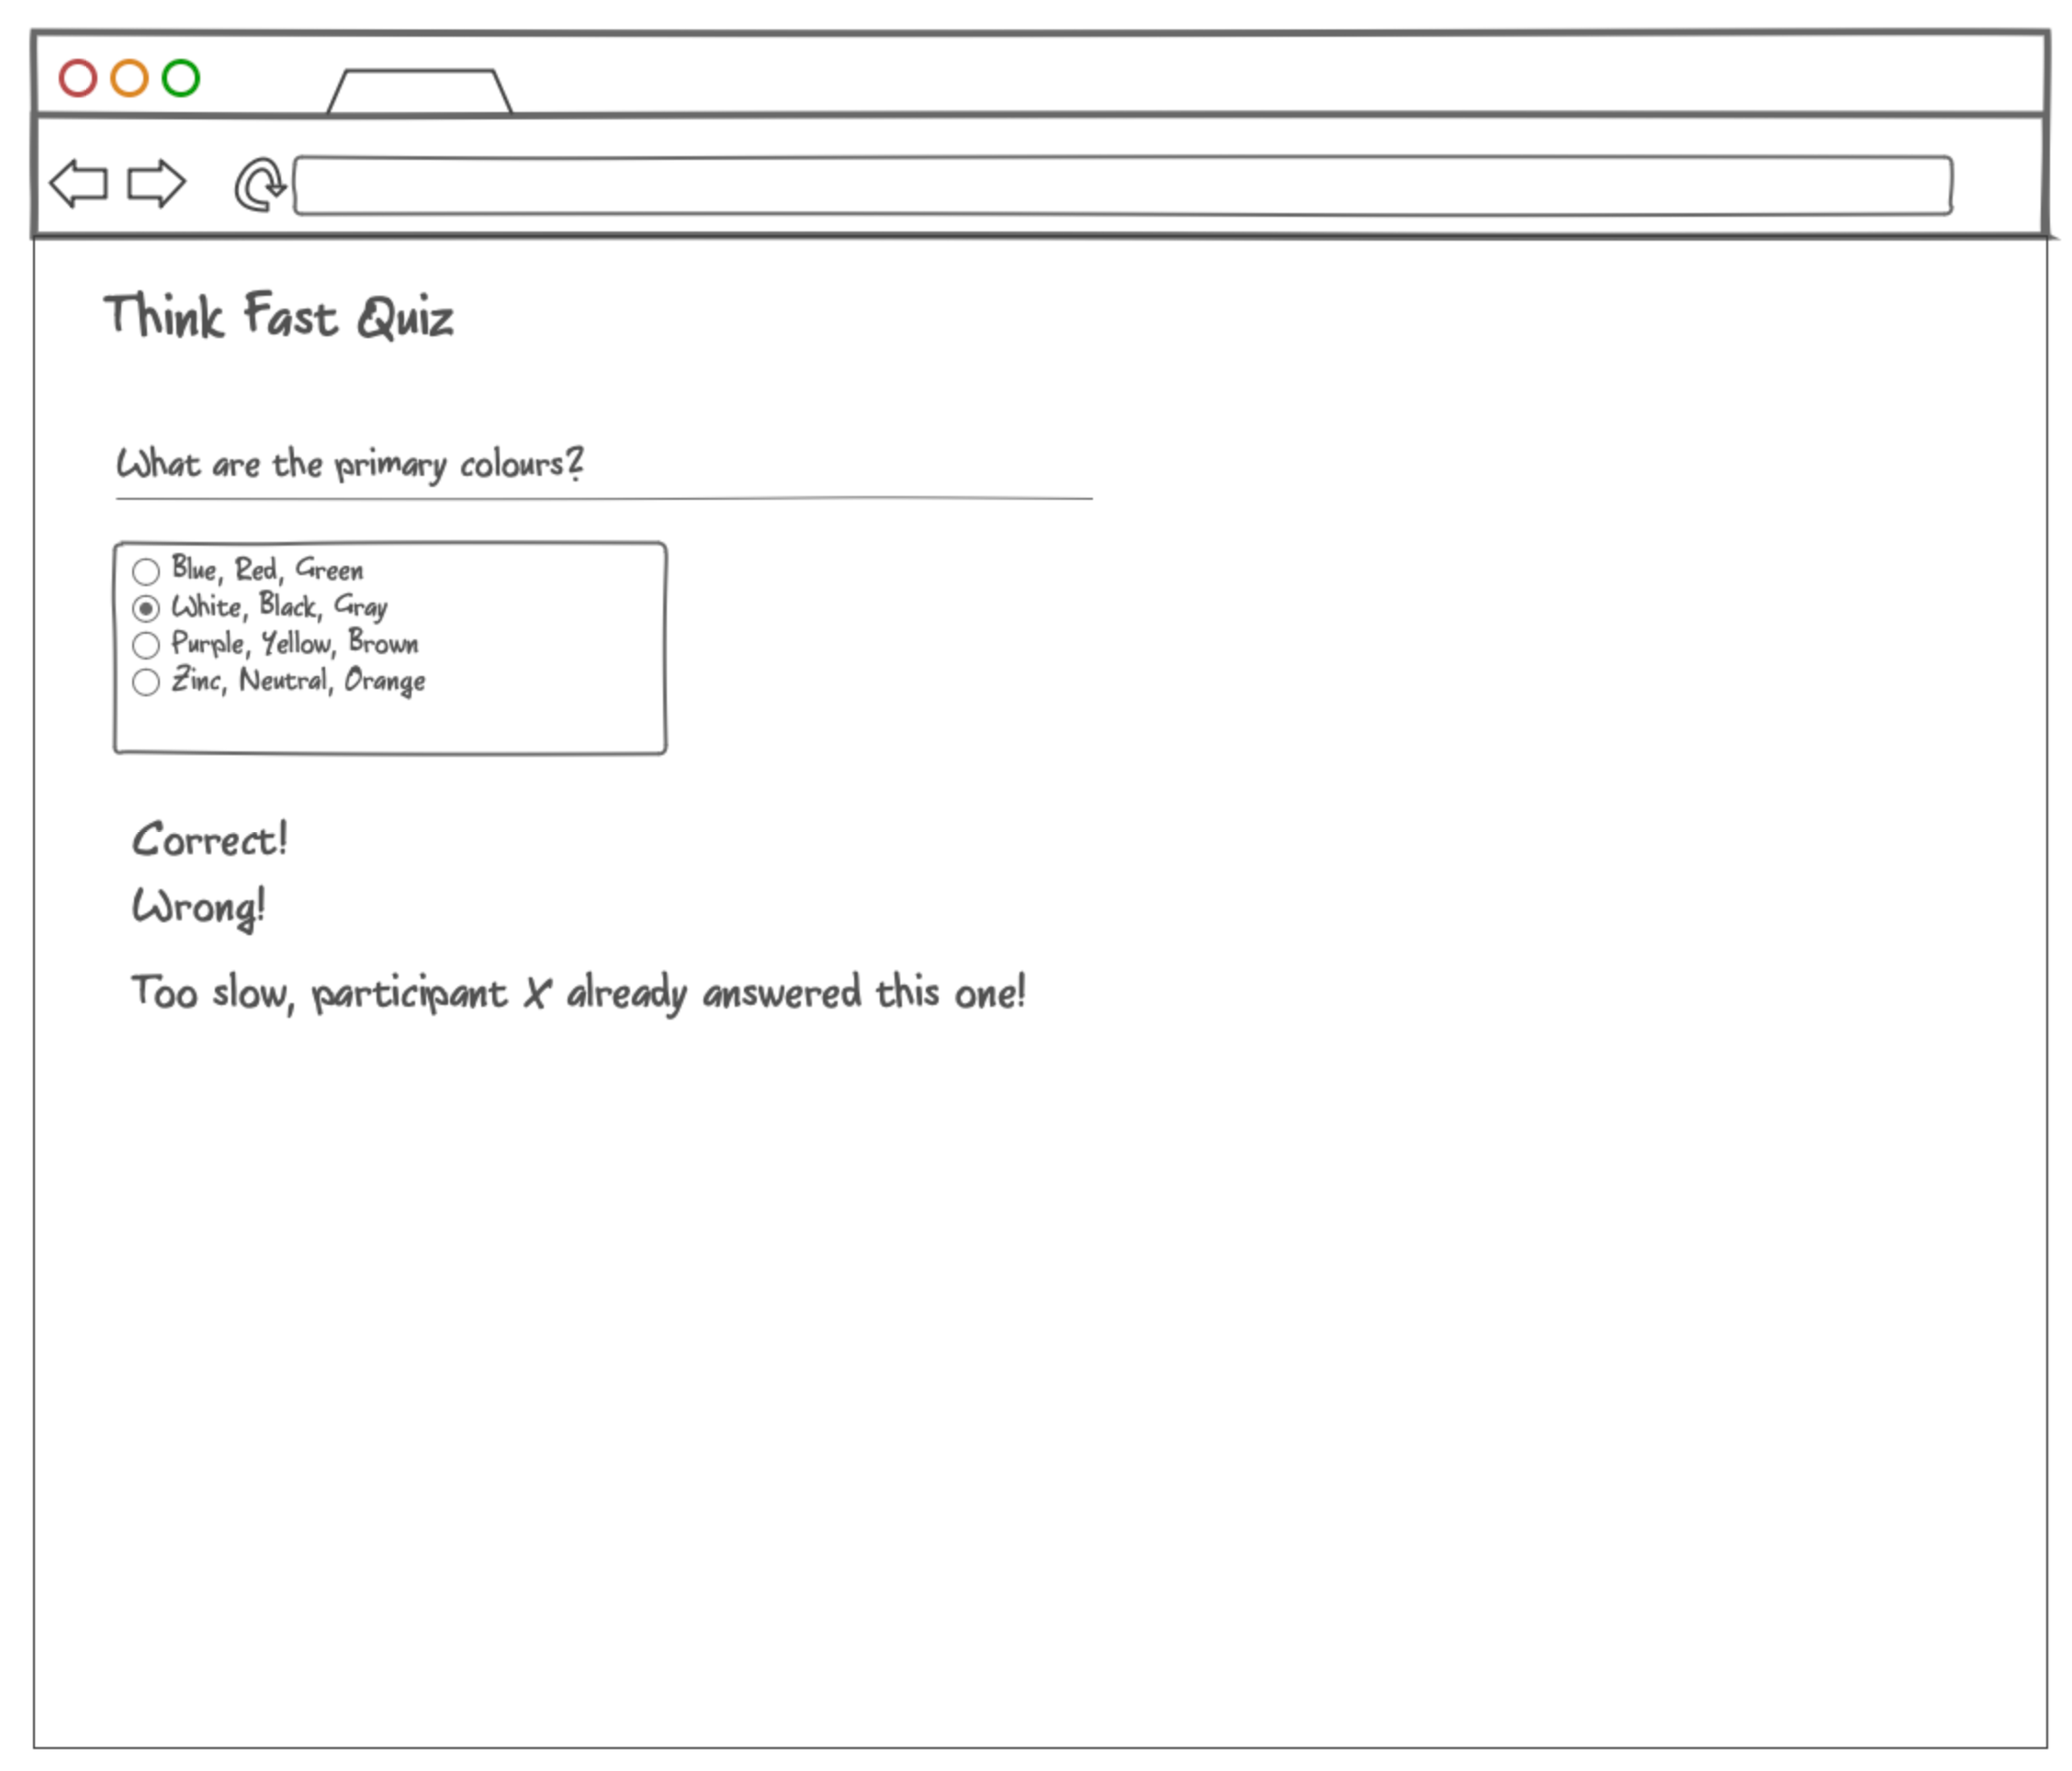 Think Fast Quiz
What are the primary colours?
Blue, Red, Green
White, Black, Gray
Purple, Yellow, Brown
Zinc, Neutral, Orange
Correct!
Wrong!
Too slow, participant X already answered this one!